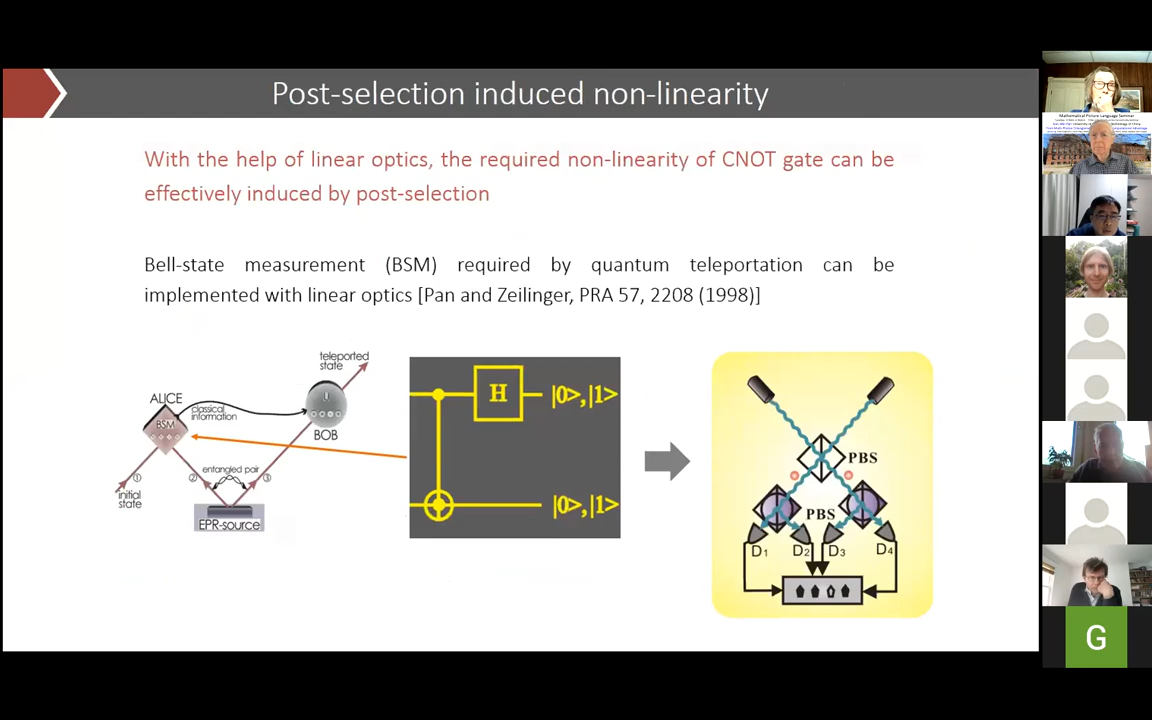 Post-selection induced non-linearity
With the help of linear optics, the required non-linearity of CNOT gate can be
effectively induced by post-selection
Bell-state measurement (BSM) required by quantum teleportation can be
implemented with linear optics [Pan and Zeilinger, PRA 57, 2208 (1998)]
teleported
state
ALICE
classical
information
BSM
BOB
entangled pair
1
2
3
initial
state
EPR-source
H
|0>,|1>
|0>,|1>
PBS
PBS
D1
D2
D3
D4
Mathematical Picture Language Seminar
G